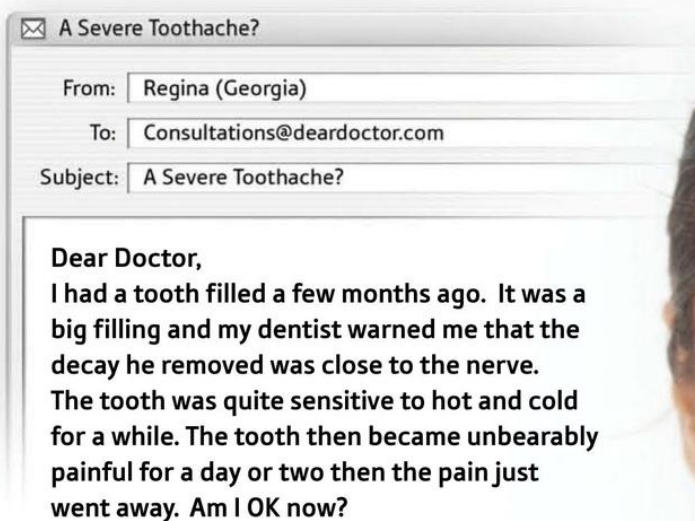 A Severe Toothache?
From: Regina (Georgia)
To: Consultations@deardoctor.com
Subject: A Severe Toothache?
Dear Doctor,
I had a tooth filled a few months ago. It was a
big filling and my dentist warned me that the
decay he removed was close to the nerve.
The tooth was quite sensitive to hot and cold
for a while. The tooth then became unbearably
painful for a day or two then the pain just
went away. Am I OK now?